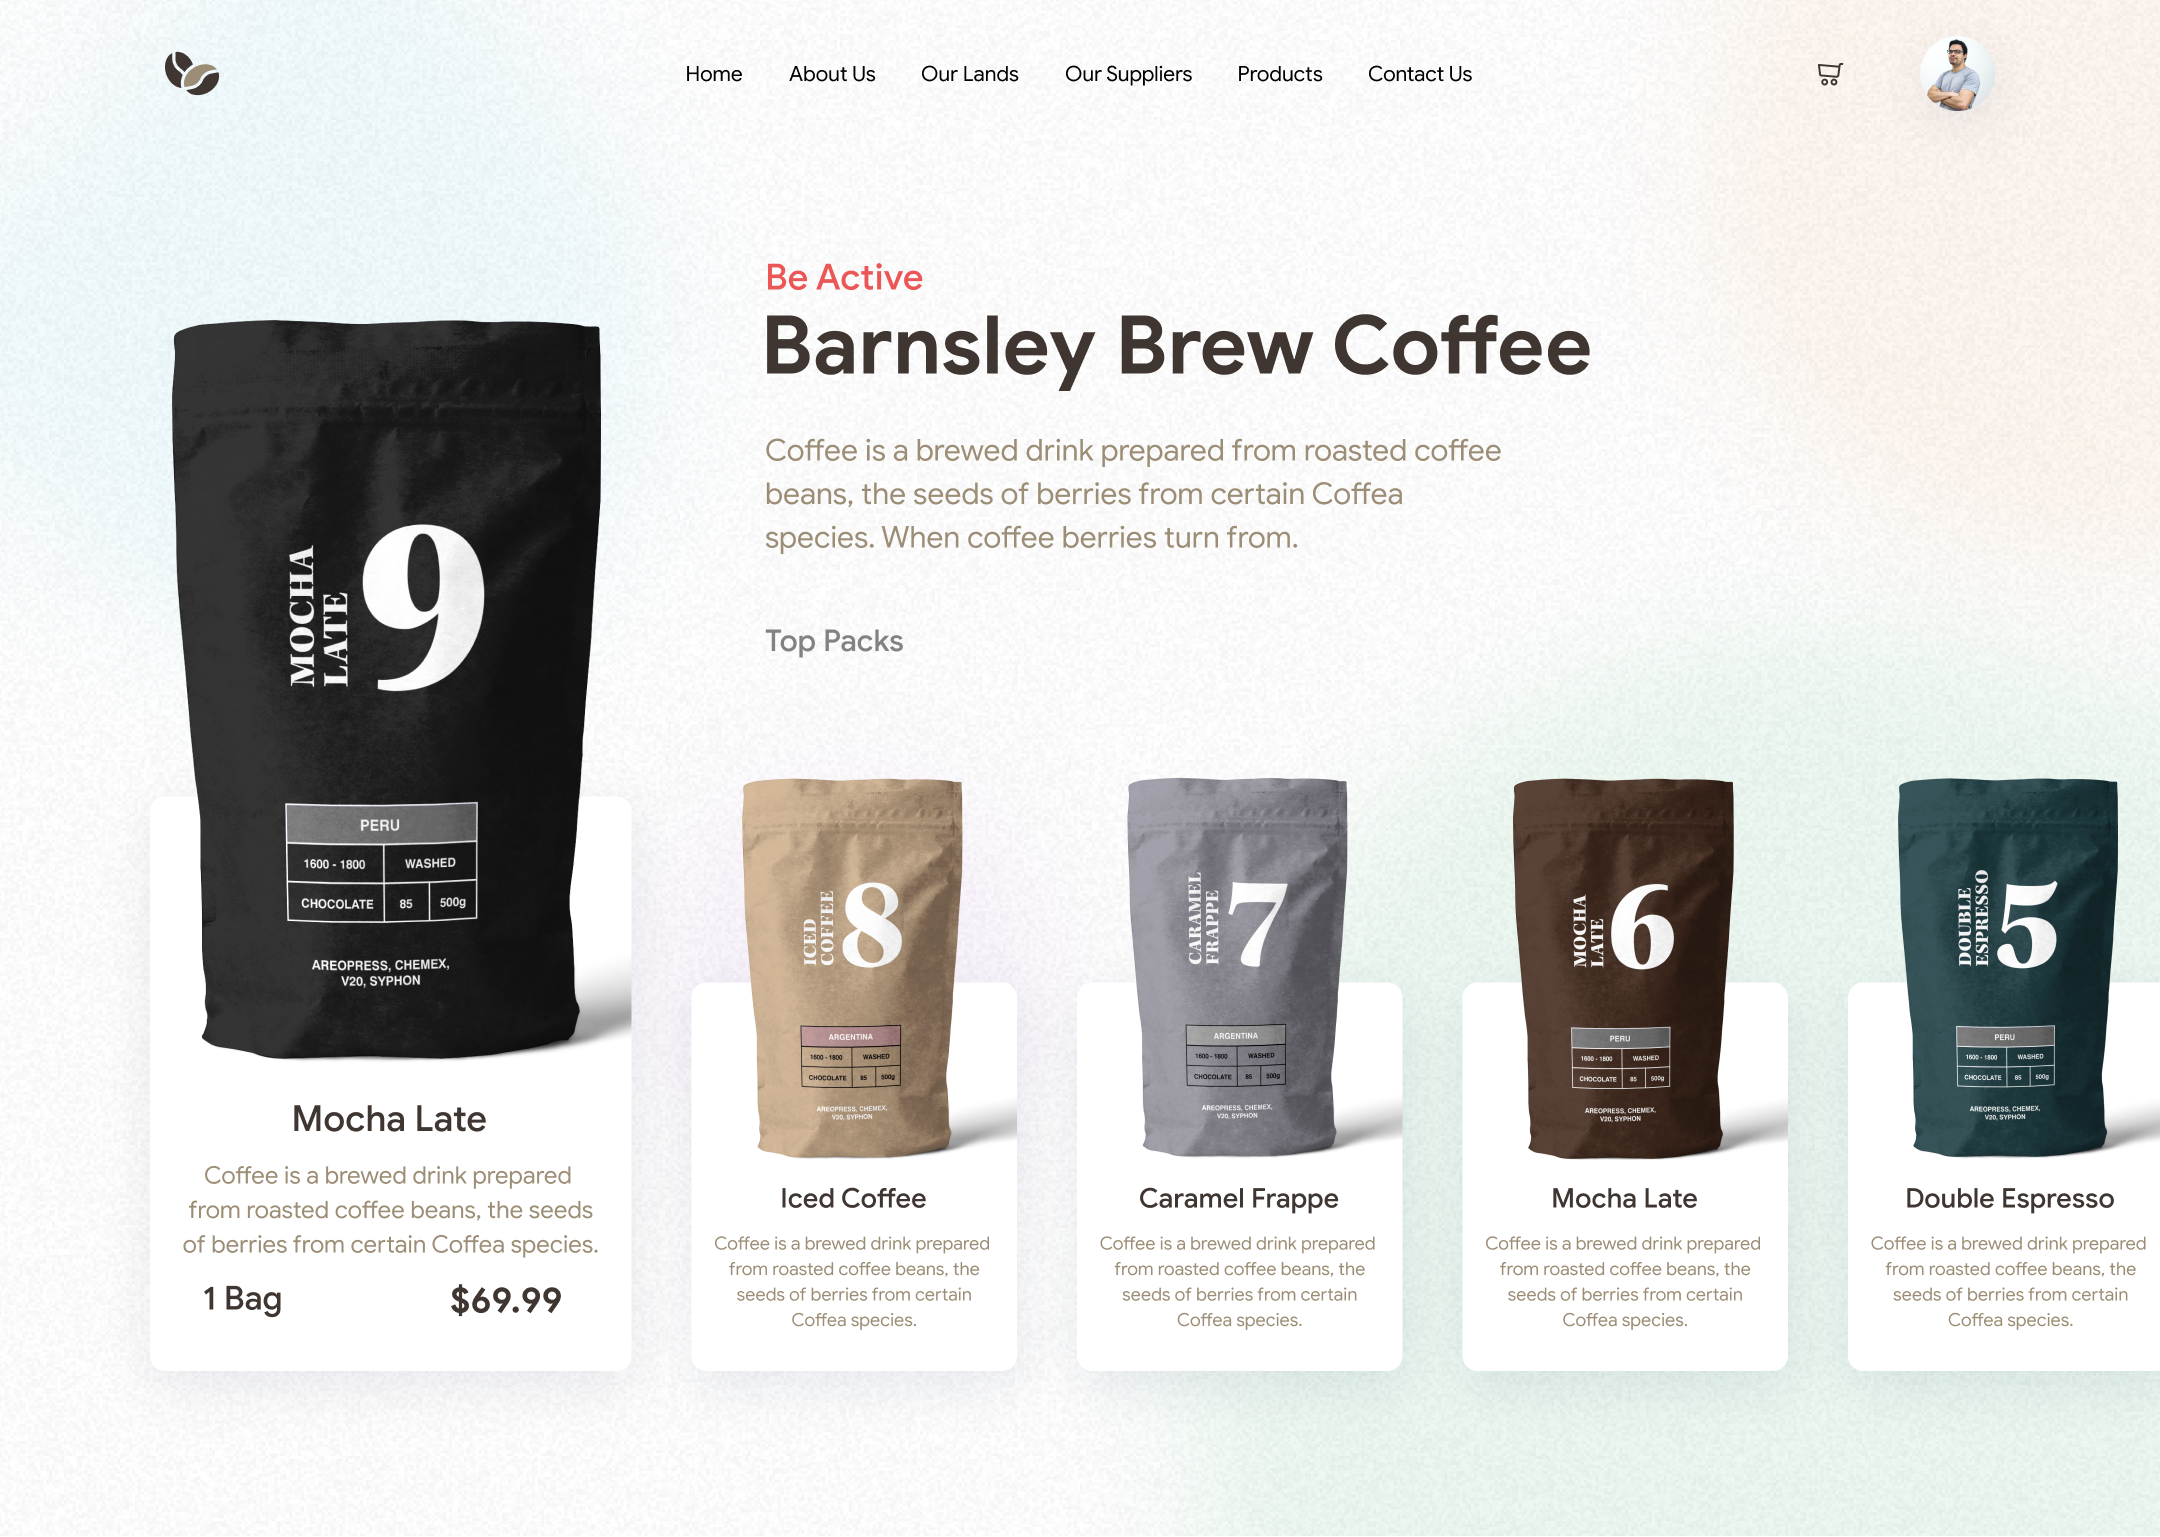 Home
About Us
Our Lands
Our Suppliers
Products
Contact Us
Be Active
Barnsley Brew Coffee
Coffee is a brewed drink prepared from roasted coffee
beans, the seeds of berries from certain Coffea
species. When coffee berries turn from.
Top Packs
MOCHA
LATE
9
PERU
1600 - 1800
WASHED
CHOCOLATE
85
500g
AREOPRESS, CHEMEX,
V20, SYPHON
Mocha Late
Coffee is a brewed drink prepared
from roasted coffee beans, the seeds
of berries from certain Coffea species.
1 Bag
$69.99
ICED
COFFEE
8
ARGENTINA
1600 - 1800
WASHED
CHOCOLATE
85
500g
AREOPRESS, CHEMEX,
V20, SYPHON
Iced Coffee
Coffee is a brewed drink prepared
from roasted coffee beans, the
seeds of berries from certain
Coffea species.
CARAMEL
FRAPPE
7
ARGENTINA
1600 - 1800
WASHED
CHOCOLATE
85
500g
AREOPRESS, CHEMEX,
V20, SYPHON
Caramel Frappe
Coffee is a brewed drink prepared
from roasted coffee beans, the
seeds of berries from certain
Coffea species.
MOCHA
LATE
6
PERU
1600 - 1800
WASHED
CHOCOLATE
85
500g
AREOPRESS, CHEMEX,
V20, SYPHON
Mocha Late
Coffee is a brewed drink prepared
from roasted coffee beans, the
seeds of berries from certain
Coffea species.
DOUBLE
ESPRESSO
5
PERU
1600 - 1800
WASHED
CHOCOLATE
85
500g
AREOPRESS, CHEMEX,
V20, SYPHON
Double Espresso
Coffee is a brewed drink prepared
from roasted coffee beans, the
seeds of berries from certain
Coffea species.